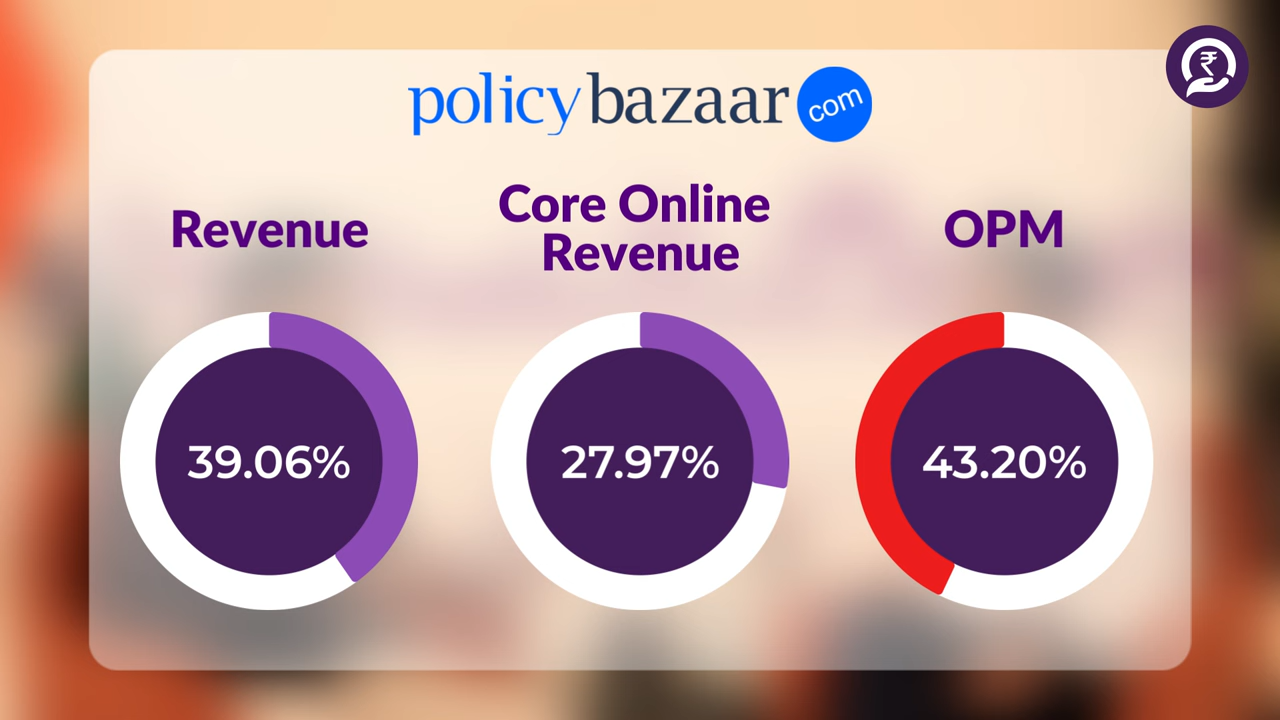 policybazaar com
Revenue
Core Online
Revenue
OPM
39.06%
27.97%
43.20%
₹